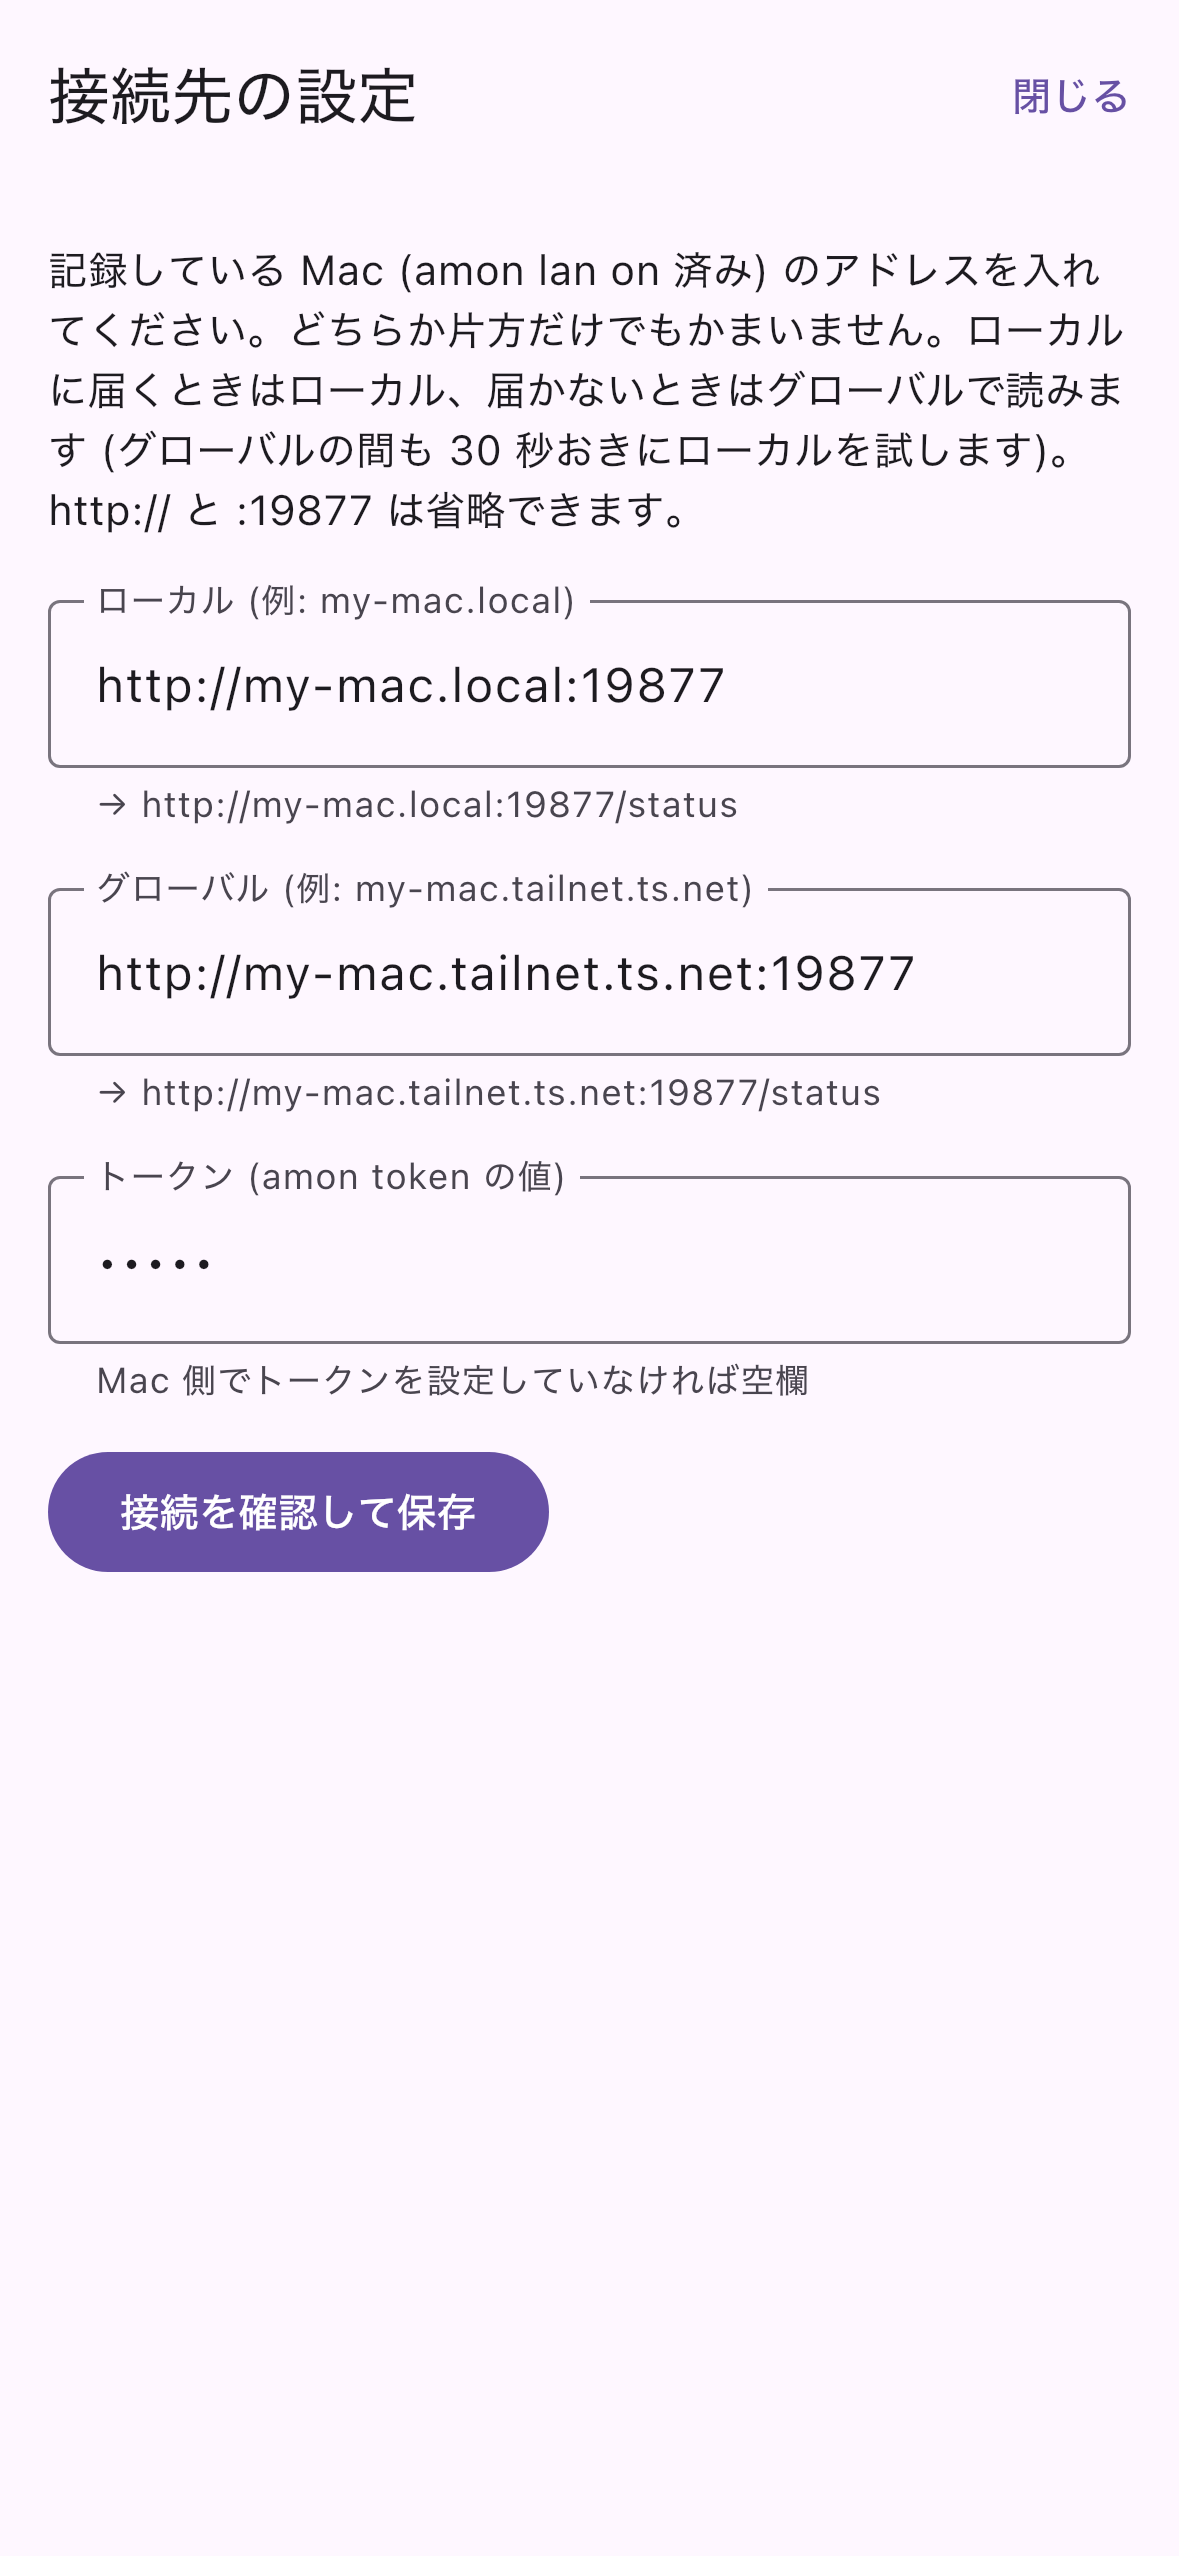 接続先の設定
閉じる
記録している Mac (amon lan on 済み) のアドレスを入れ
てください。どちらか片方だけでもかまいません。ローカル
に届くときはローカル、届かないときはグローバルで読みま
す (グローバルの間も 30 秒おきにローカルを試します)。
http:// と :19877 は省略できます。
ローカル (例: my-mac.local)
http://my-mac.local:19877
→ http://my-mac.local:19877/status
グローバル (例: my-mac.tailnet.ts.net)
http://my-mac.tailnet.ts.net:19877
→ http://my-mac.tailnet.ts.net:19877/status
トークン (amon token の値)
•••••
Mac 側でトークンを設定していなければ空欄
接続を確認して保存